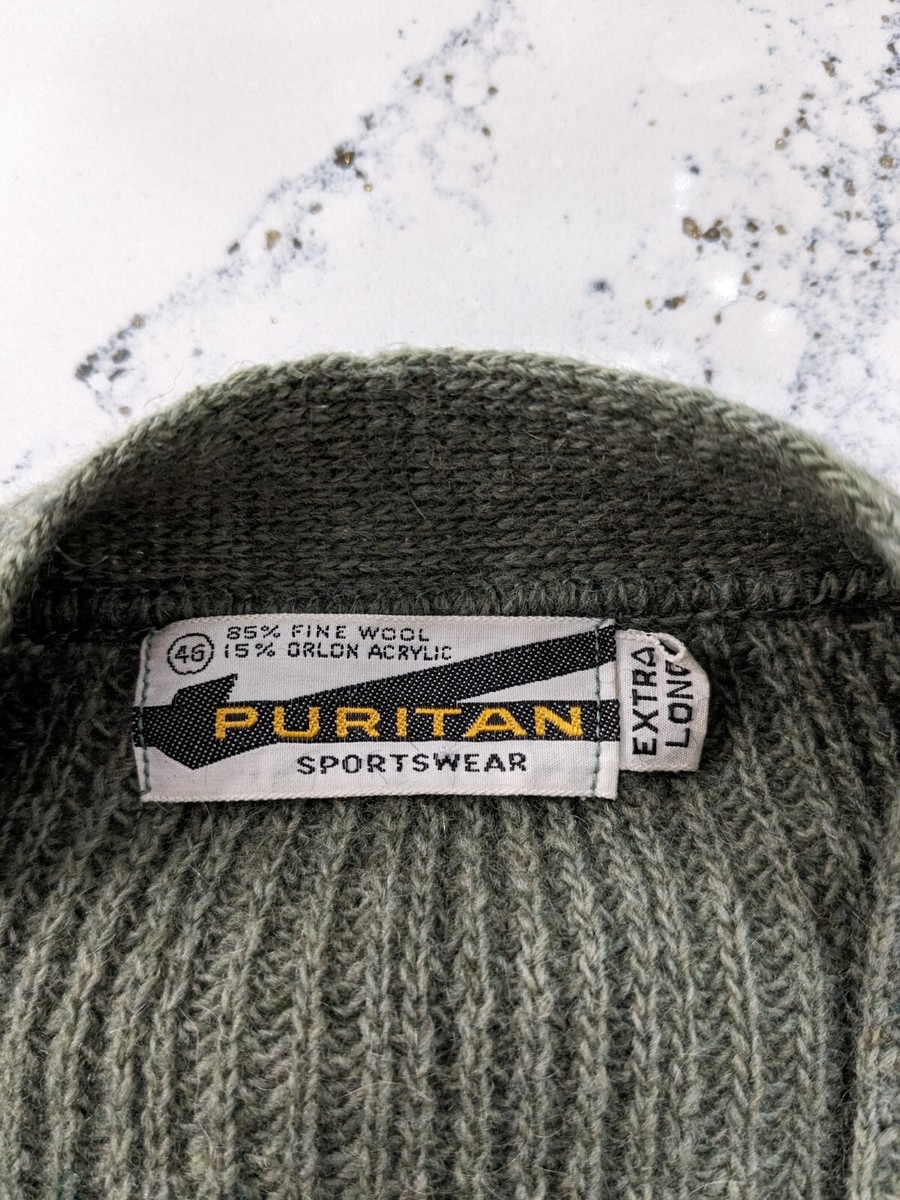 85% FINE WOOL
46 15% ORLON ACRYLIC
PURITAN
SPORTSWEAR
EXTRA
LONG